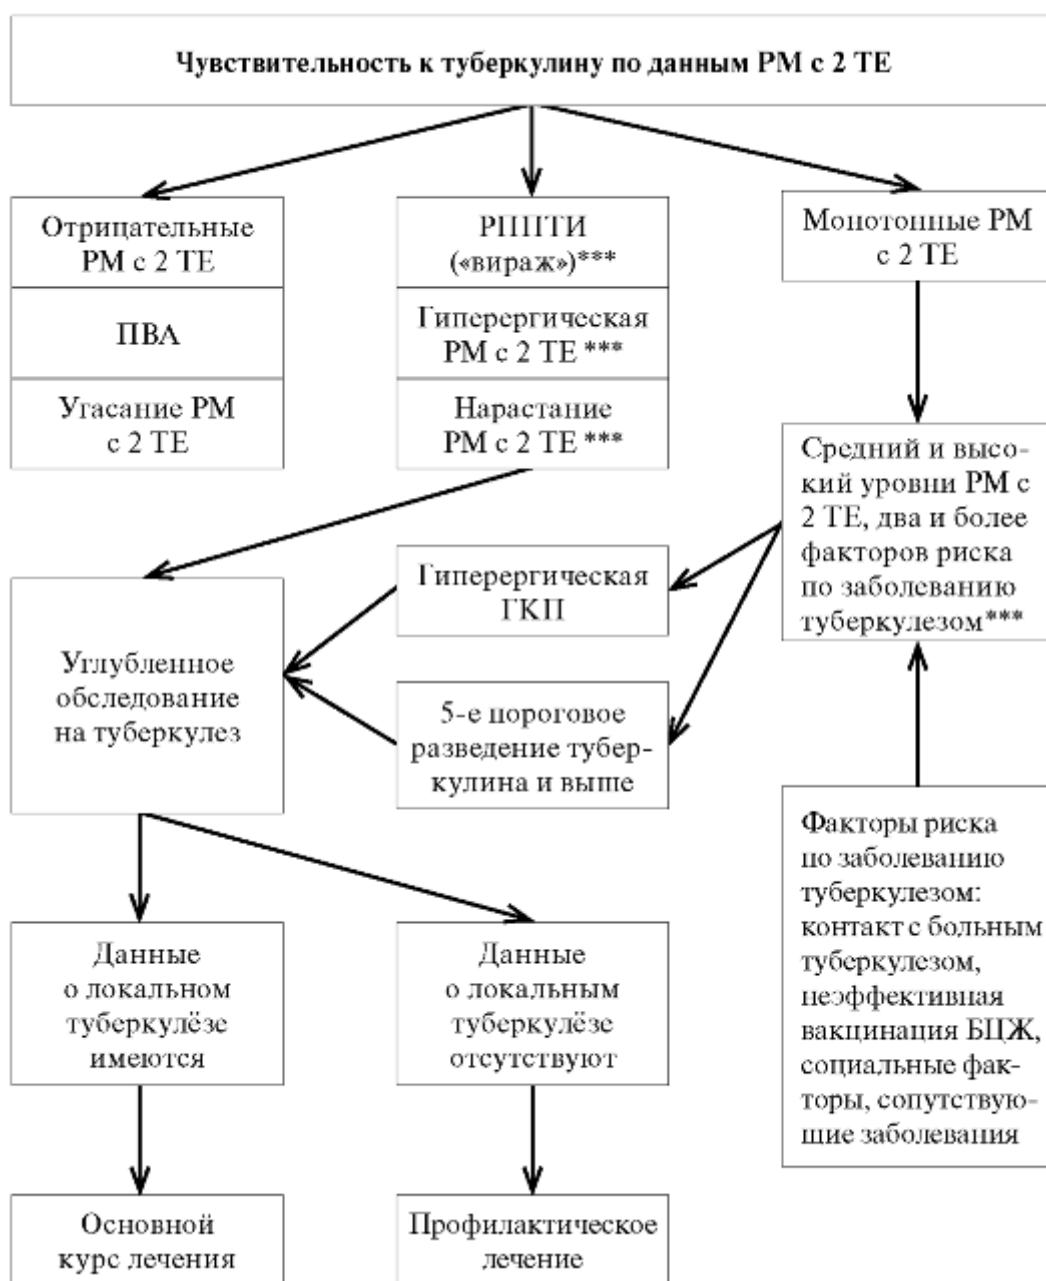 Чувствительность к туберкулину по данным РМ с 2 ТЕ
Отрицательные
РМ с 2 ТЕ
ПВА
Угасание РМ
с 2 ТЕ
РППТИ
(«вираж»)***
Гиперергическая
РМ с 2 ТЕ ***
Нарастание
РМ с 2 ТЕ ***
Монотонные РМ
с 2 ТЕ
Средний и высо-
кий уровни РМ с
2 ТЕ, два и более
факторов риска
по заболеванию
туберкулезом***
Гиперергическая
ГКП
5-е пороговое
разведение тубер-
кулина и выше
Углубленное
обследование
на туберкулез
Факторы риска
по заболеванию
туберкулезом:
контакт с больным
туберкулезом,
неэффективная
вакцинация БЦЖ,
социальные фак-
торы, сопутствую-
щие заболевания
Данные
о локальном
туберкулёзе
имеются
Данные
о локальным
туберкулёзе
отсутствуют
Основной
курс лечения
Профилактическое
лечение